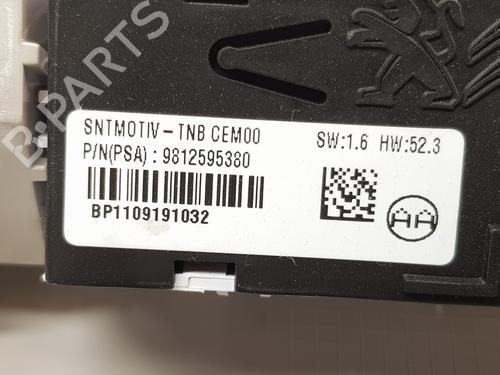 B-PARTS
SNTMOTIV-TNB CEM00 SW:1.6 HW:52.3
P/N(PSA) : 9812595380
BP1109191032
AA